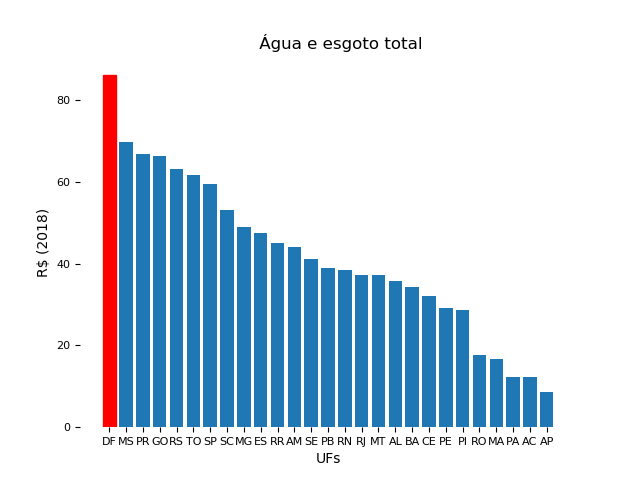 Água e esgoto total
R$ (2018)
80
60
40
20
0
DF MS PR GO RS TO SP SC MG ES RR AM SE PB RN RJ MT AL BA CE PE PI RO MA PA AC AP
UFs